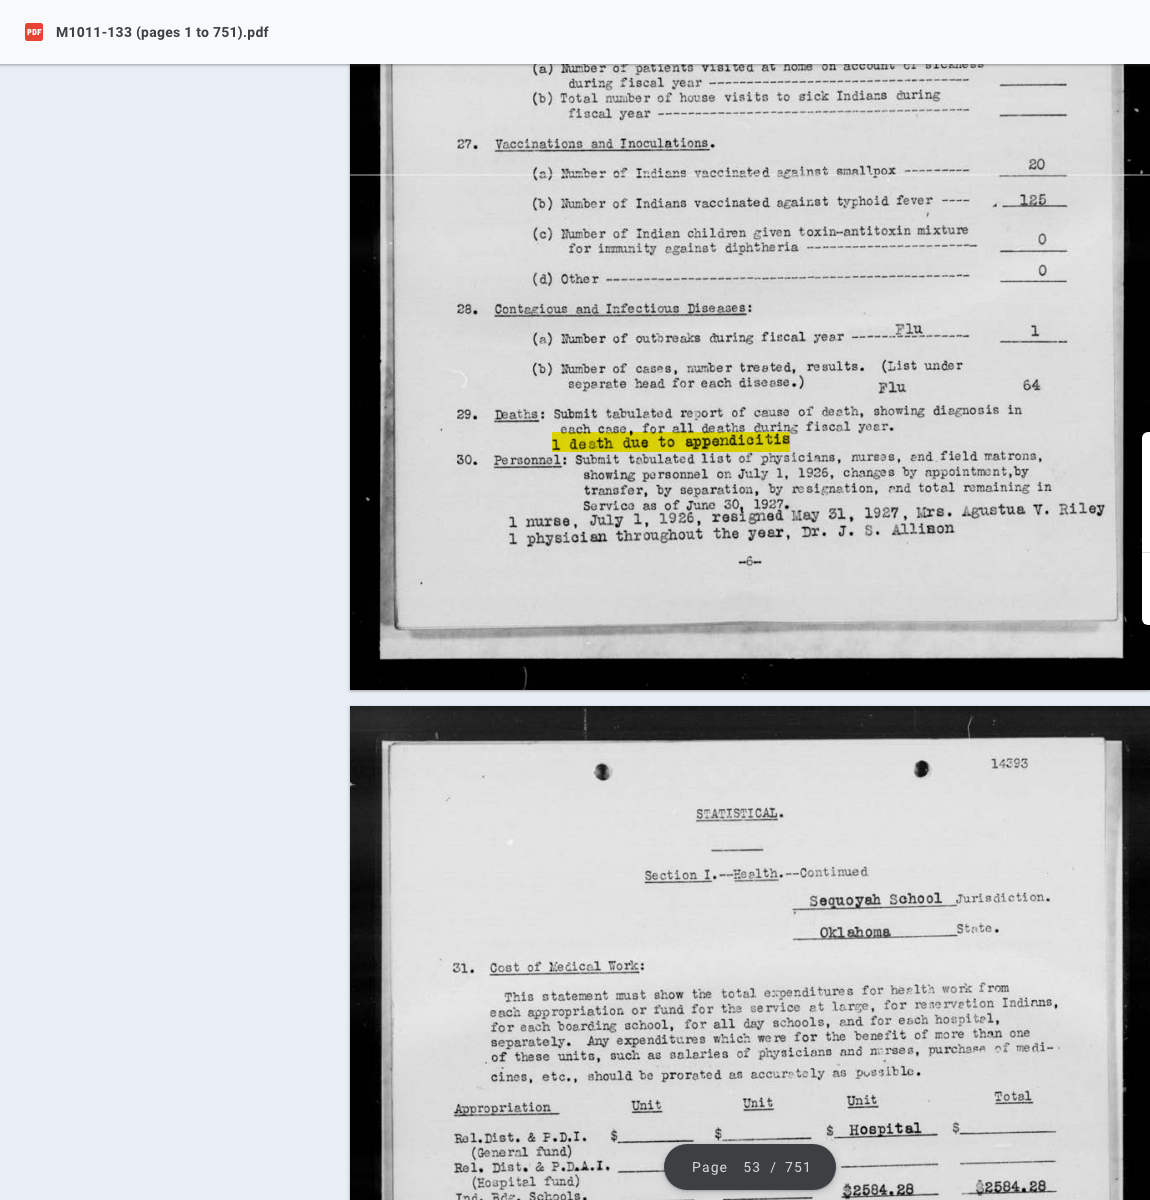 M1011-133 (pages 1 to 751).pdf
(a) Number of patients visited at home on account of sickness
during fiscal year ----------------------------------
(b) Total number of house visits to sick Indians during
fiscal year ----------------------------------------
27. Vaccinations and Inoculations.
(a) Number of Indians vaccinated against smallpox --------- 20
(b) Number of Indians vaccinated against typhoid fever ---- 125
(c) Number of Indian children given toxin-antitoxin mixture
for immunity against diphtheria ----------------------- 0
(d) Other ------------------------------------------------- 0
28. Contagious and Infectious Diseases:
(a) Number of outbreaks during fiscal year ------Flu------- 1
(b) Number of cases, number treated, results. (List under
separate head for each disease.) Flu 64
29. Deaths: Submit tabulated report of cause of death, showing diagnosis in
each case, for all deaths during fiscal year.
1 death due to appendicitis
30. Personnel: Submit tabulated list of physicians, nurses, and field matrons,
showing personnel on July 1, 1926, changes by appointment,by
transfer, by separation, by resignation, and total remaining in
Service as of June 30, 1927.
1 nurse, July 1, 1926, resigned May 31, 1927, Mrs. Agustua V. Riley
1 physician throughout the year, Dr. J. S. Allison
-6-
14393
STATISTICAL.
Section I.--Health.--Continued
Sequoyah School Jurisdiction.
Oklahoma State.
31. Cost of Medical Work:
This statement must show the total expenditures for health work from
each appropriation or fund for the service at large, for reservation Indians,
for each boarding school, for all day schools, and for each hospital,
separately. Any expenditures which were for the benefit of more than one
of these units, such as salaries of physicians and nurses, purchase of medi-
cines, etc., should be prorated as accurately as possible.
Appropriation Unit Unit Unit Total
Rel.Dist. & P.D.I. $ $ $ Hospital $
(General fund)
Rel. Dist. & P.D.A.I.
(Hospital fund)
Ind. Bdg. Schools. $2584.28 $2584.28
Page 53 / 751